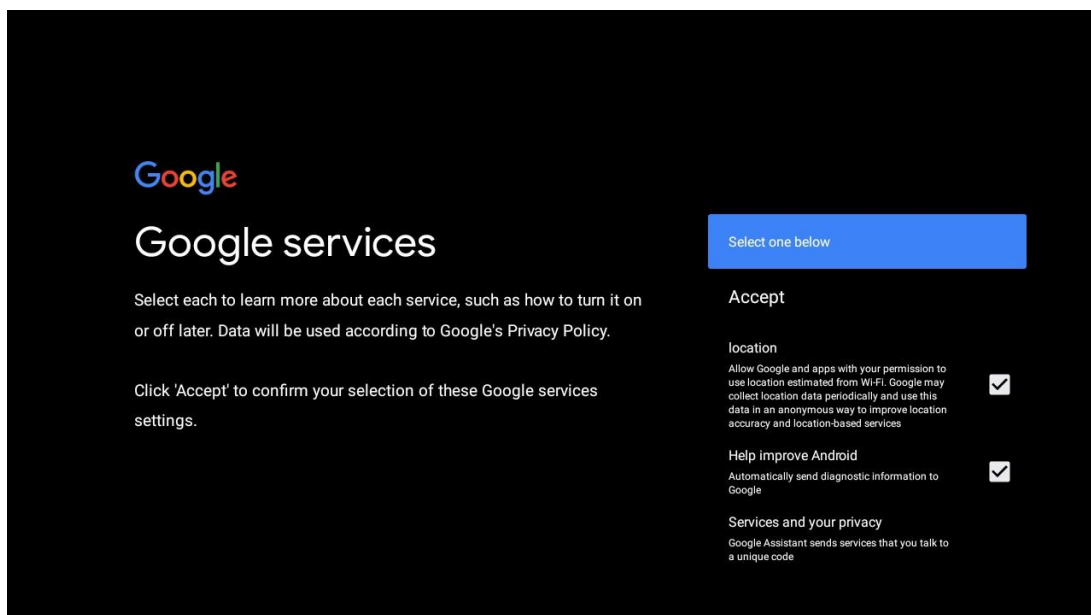 Google
Google services
Select each to learn more about each service, such as how to turn it on
or off later. Data will be used according to Google's Privacy Policy.
Click 'Accept' to confirm your selection of these Google services
settings.
Select one below
Accept
location
Allow Google and apps with your permission to
use location estimated from Wi-Fi. Google may
collect location data periodically and use this
data in an anonymous way to improve location
accuracy and location-based services
Help improve Android
Automatically send diagnostic information to
Google
Services and your privacy
Google Assistant sends services that you talk to
a unique code